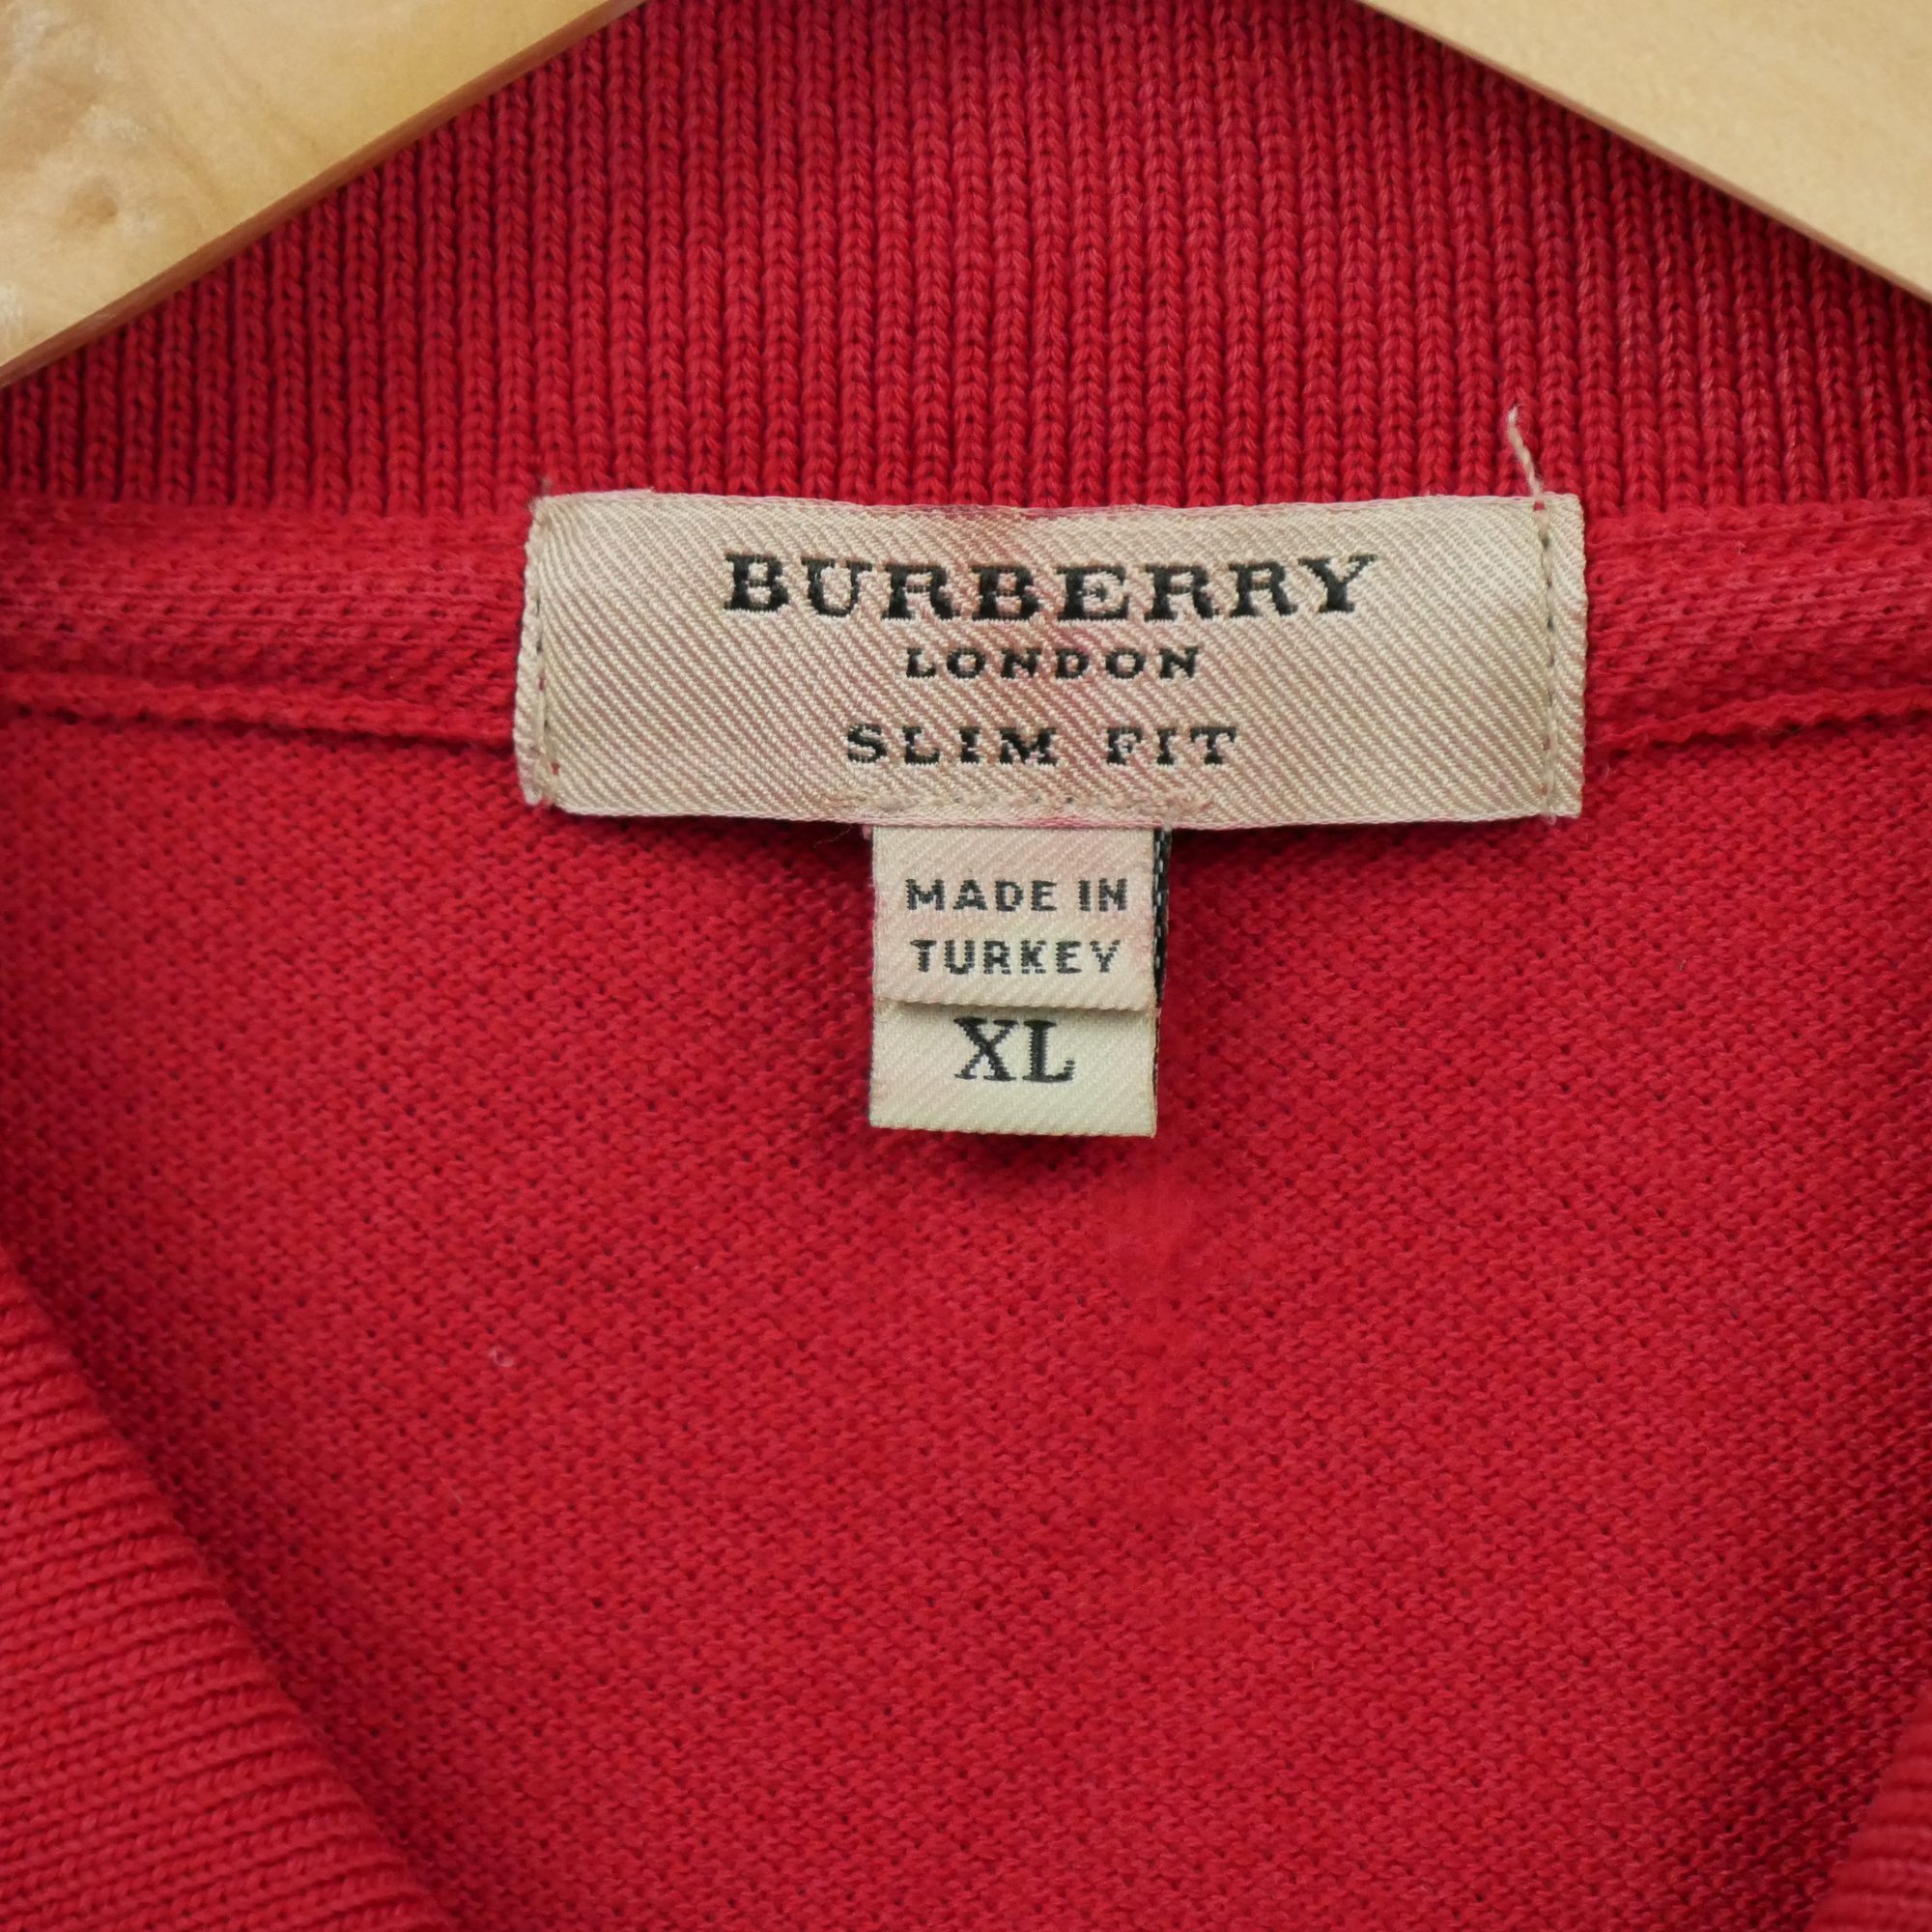 BURBERRY
LONDON
SLIM FIT
MADE IN
TURKEY
XL